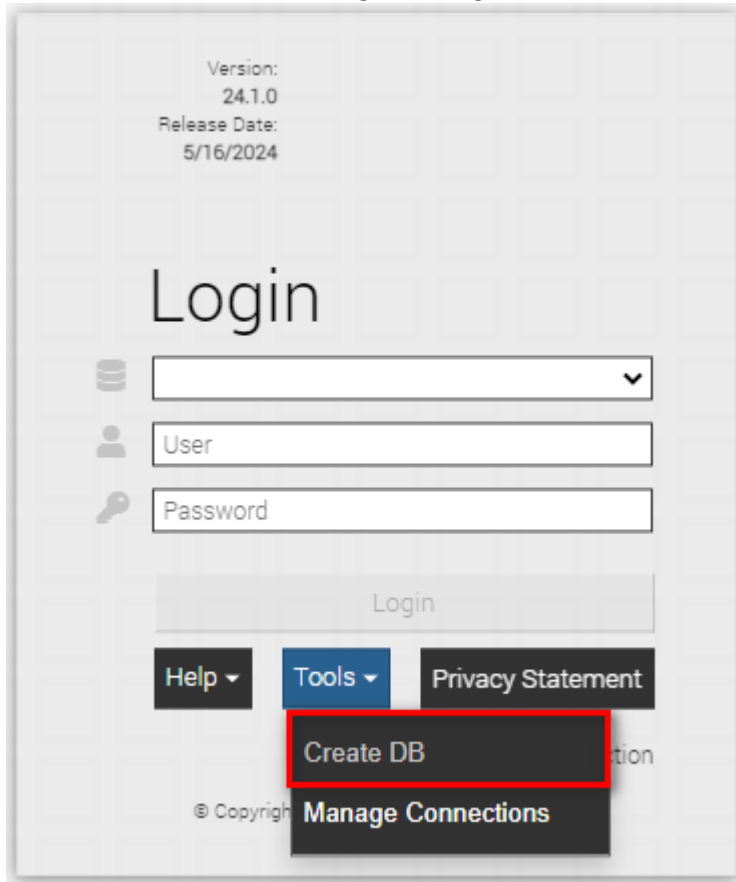 Version:
24.1.0
Release Date:
5/16/2024
Login
User
Password
Login
Help Tools Privacy Statement
Create DB
© Copyrigh Manage Connections